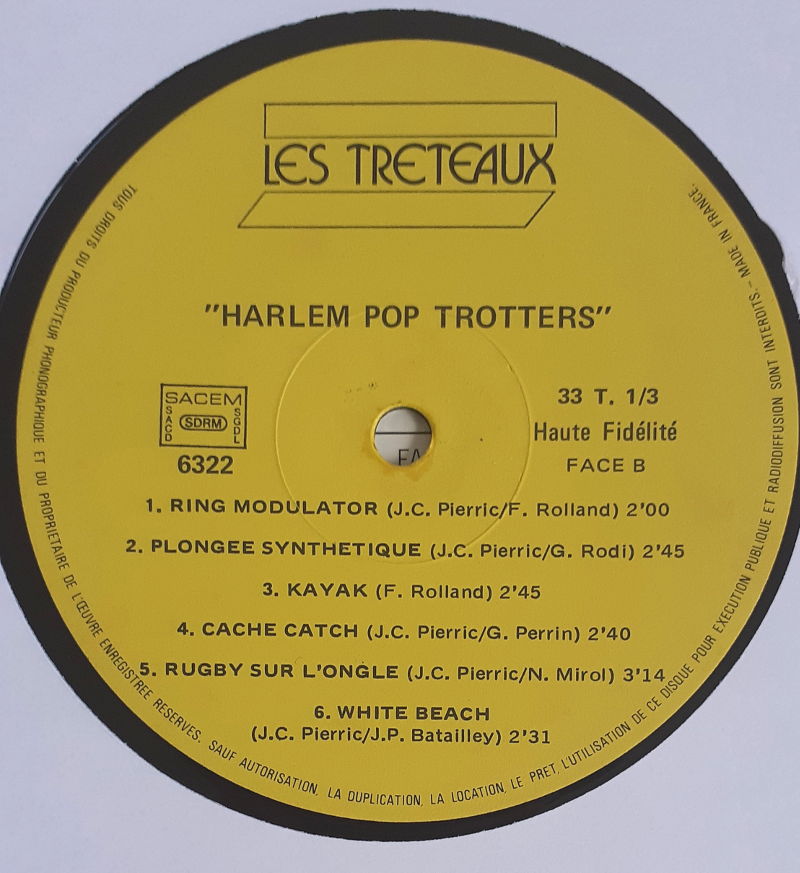 LES TRETEAUX
"HARLEM POP TROTTERS"
SACEM
SACD
SDRM
SGDL
6322
33 T. 1/3
Haute Fidélité
FACE B
FA
1. RING MODULATOR (J.C. Pierric/F. Rolland) 2'00
2. PLONGEE SYNTHETIQUE (J.C. Pierric/G. Rodi) 2'45
3. KAYAK (F. Rolland) 2'45
4. CACHE CATCH (J.C. Pierric/G. Perrin) 2'40
5. RUGBY SUR L'ONGLE (J.C. Pierric/N. Mirol) 3'14
6. WHITE BEACH
(J.C. Pierric/J.P. Batailley) 2'31
TOUS DROITS DU PRODUCTEUR PHONOGRAPHIQUE ET DU PROPRIETAIRE DE L'ŒUVRE ENREGISTREE RESERVES. SAUF AUTORISATION, LA DUPLICATION, LA LOCATION, LE PRET, L'UTILISATION DE CE DISQUE POUR EXECUTION PUBLIQUE ET RADIODIFFUSION SONT INTERDITS. - MADE IN FRANCE.